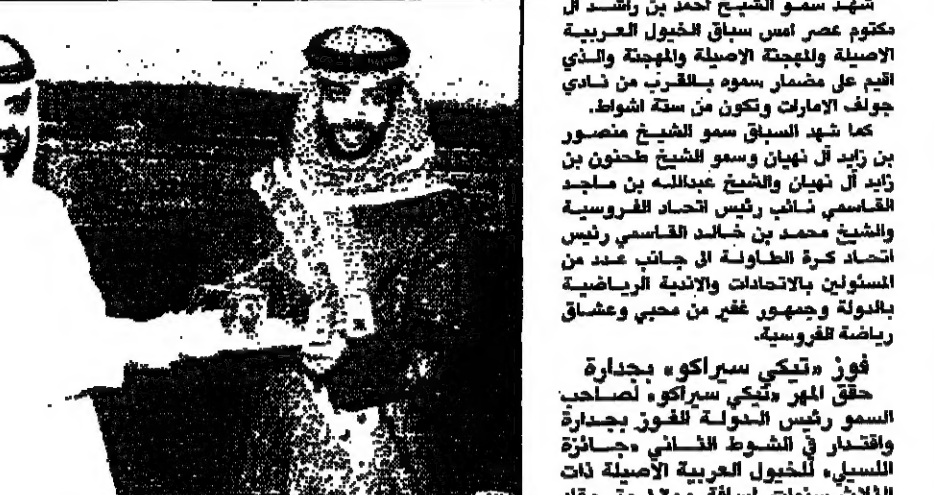 شهد سمو الشيخ احمد بن راشد آل
مكتوم عصر امس سباق الخيول العربية
الاصيلة والمهجنة الاصيلة والمهجنة والذي
اقيم على مضمار سموه بالقرب من نادي
جولف الامارات وتكون من ستة اشواط.
كما شهد السباق سمو الشيخ منصور
بن زايد آل نهيان وسمو الشيخ طحنون بن
زايد آل نهيان والشيخ عبدالله بن ماجد
القاسمي نائب رئيس اتحاد الفروسية
والشيخ محمد بن خالد القاسمي رئيس
اتحاد كرة الطاولة الى جانب عدد من
المسئولين بالاتحادات والاندية الرياضية
بالدولة وجمهور غفير من محبي وعشاق
رياضة الفروسية.
فوز «تيكي سيراكو» بجدارة
حقق المهر «تيكي سيراكو» لصاحب
السمو رئيس الدولة الفوز بجدارة
واقتدار في الشوط الثاني «جائزة
اللسيلي» للخيول العربية الاصيلة ذات
الثلاث سنوات لمسافة